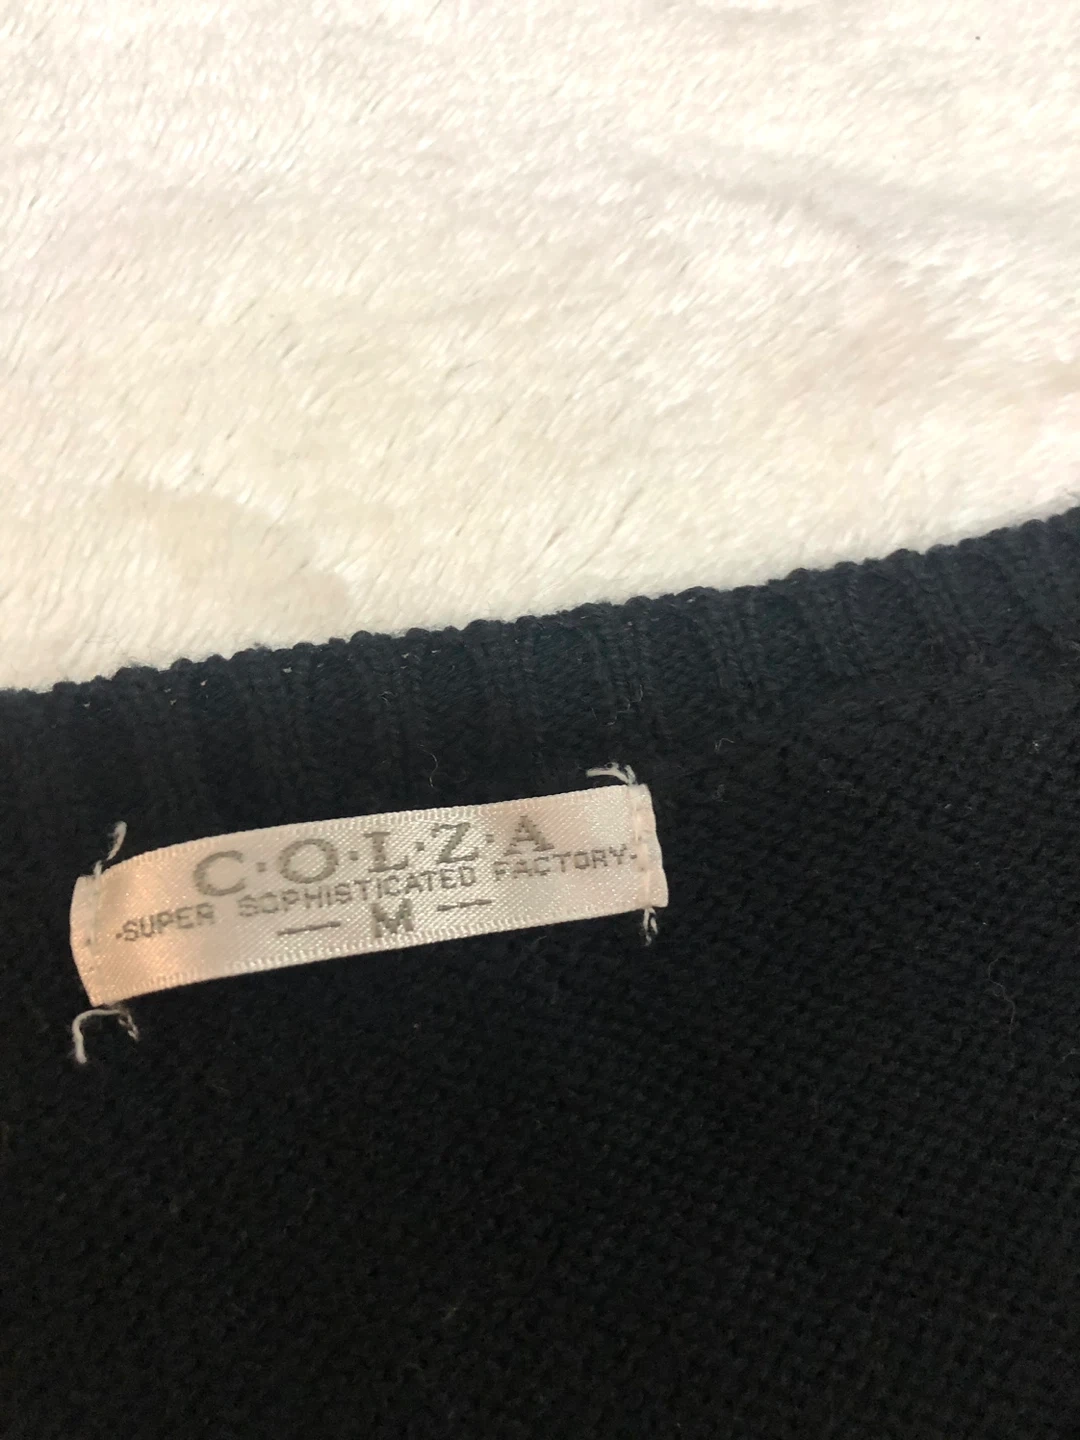 C·O·L·Z·A
·SUPER SOPHISTICATED FACTORY·
— M —